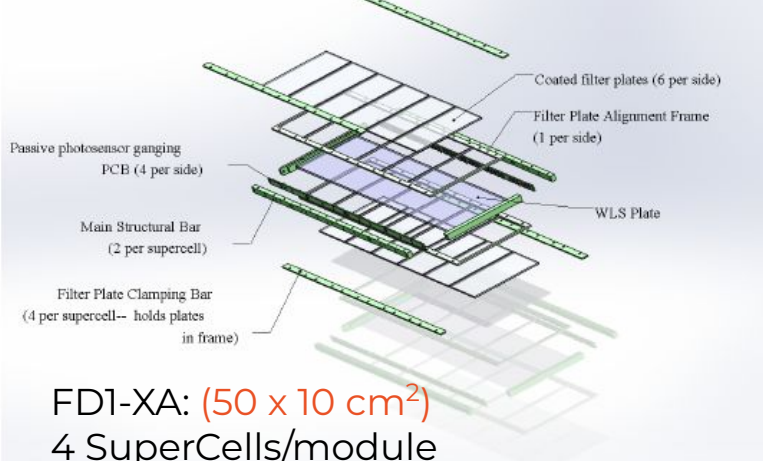 Coated filter plates (6 per side)
Filter Plate Alignment Frame
(1 per side)
Passive photosensor ganging
PCB (4 per side)
WLS Plate
Main Structural Bar
(2 per supercell)
Filter Plate Clamping Bar
(4 per supercell-- holds plates
in frame)
FD1-XA: (50 x 10 cm²)
4 SuperCells/module